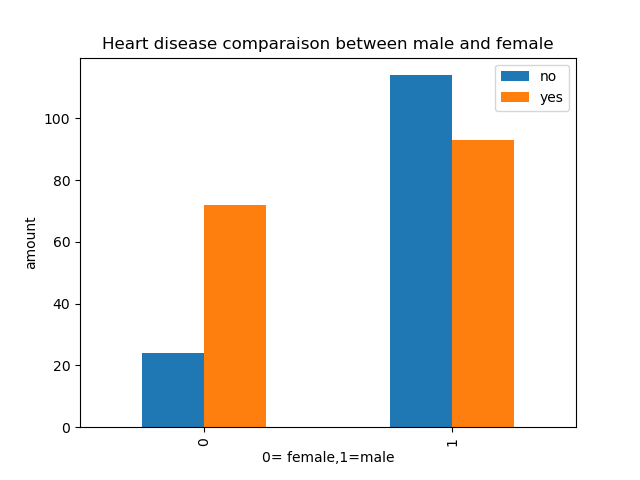 Heart disease comparaison between male and female
no
yes
100
80
60
40
20
0
amount
0
1
0= female,1=male